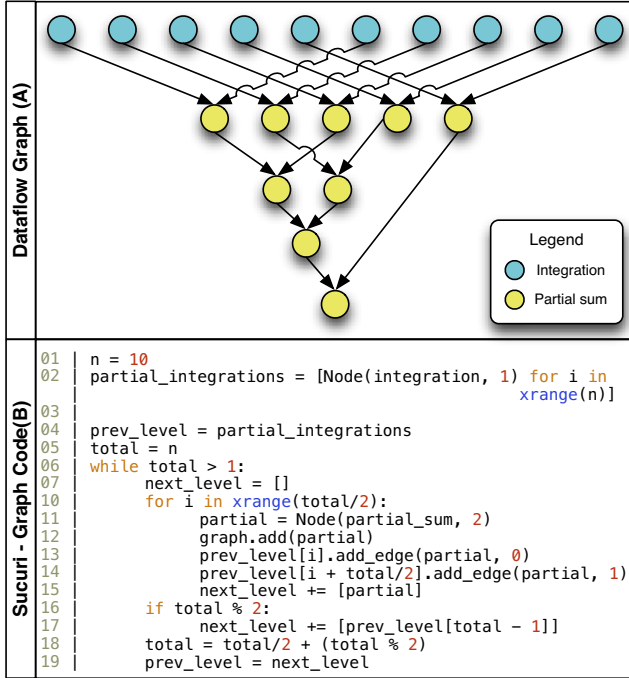 Dataflow Graph (A)
Legend
Integration
Partial sum
Sucuri - Graph Code(B)
01 | n = 10
02 | partial_integrations = [Node(integration, 1) for i in
| xrange(n)]
03 |
04 | prev_level = partial_integrations
05 | total = n
06 | while total > 1:
07 | next_level = []
10 | for i in xrange(total/2):
11 | partial = Node(partial_sum, 2)
12 | graph.add(partial)
13 | prev_level[i].add_edge(partial, 0)
14 | prev_level[i + total/2].add_edge(partial, 1)
15 | next_level += [partial]
16 | if total % 2:
17 | next_level += [prev_level[total - 1]]
18 | total = total/2 + (total % 2)
19 | prev_level = next_level